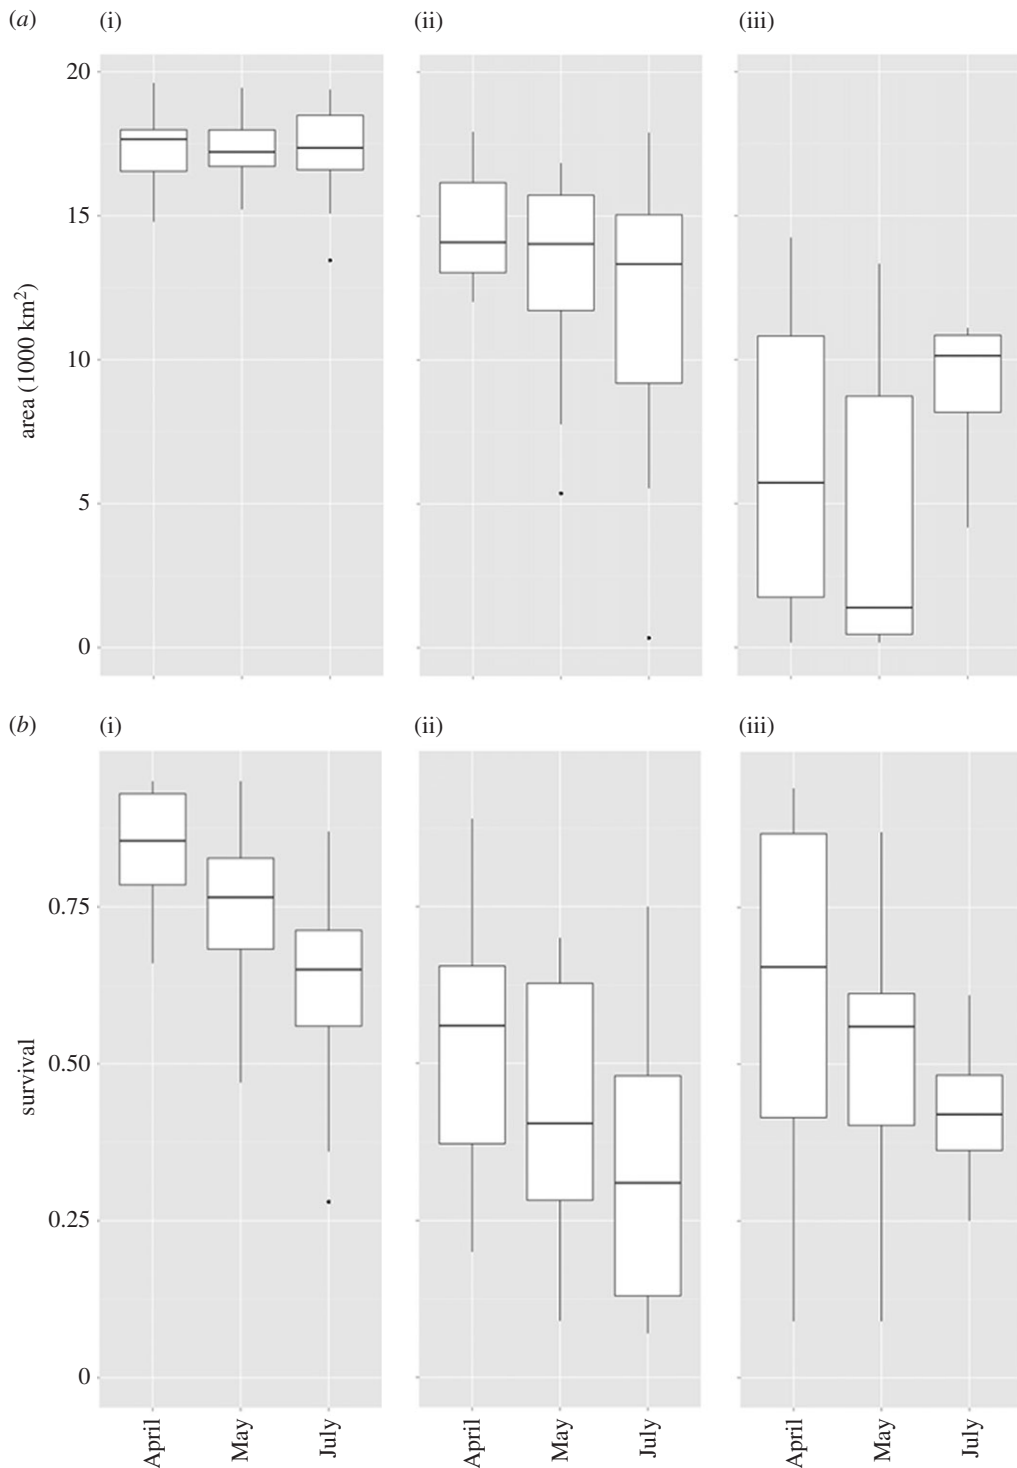 (a) (i) (ii) (iii)
20
15
10
5
0
area (1000 km²)
(b) (i) (ii) (iii)
0.75
0.50
0.25
0
survival
April May July April May July April May July